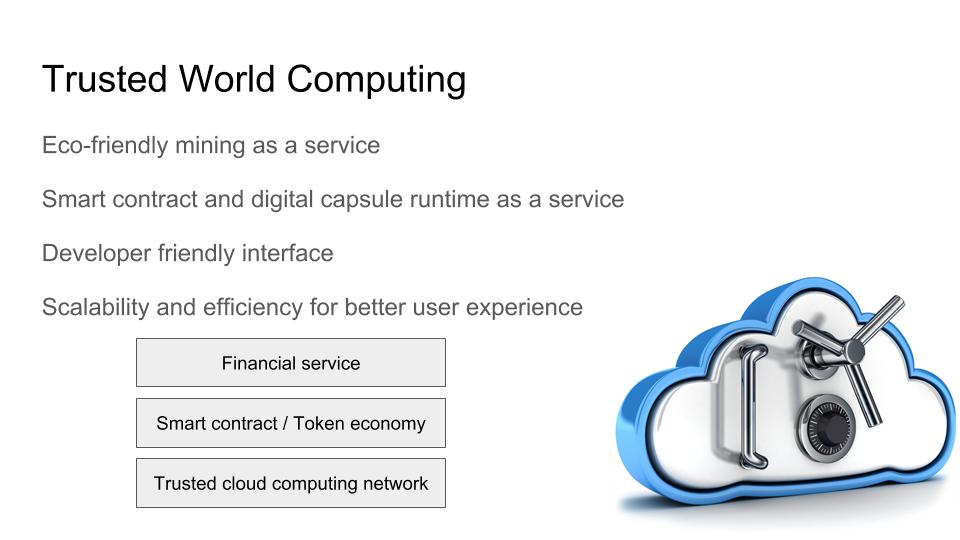 Trusted World Computing
Eco-friendly mining as a service
Smart contract and digital capsule runtime as a service
Developer friendly interface
Scalability and efficiency for better user experience
Financial service
Smart contract / Token economy
Trusted cloud computing network